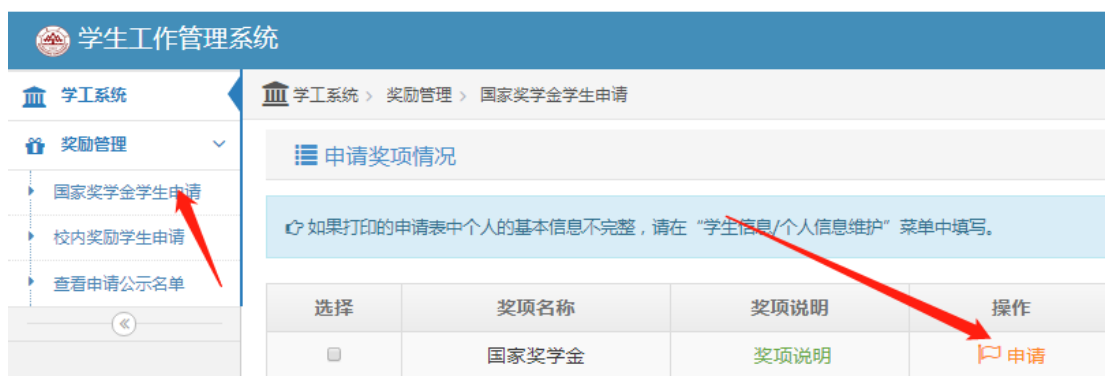 学生工作管理系统
学工系统
学工系统 > 奖励管理 > 国家奖学金学生申请
奖励管理
申请奖项情况
国家奖学金学生申请
校内奖励学生申请
如果打印的申请表中个人的基本信息不完整，请在“学生信息/个人信息维护”菜单中填写。
查看申请公示名单
选择 奖项名称 奖项说明 操作
国家奖学金 奖项说明 申请